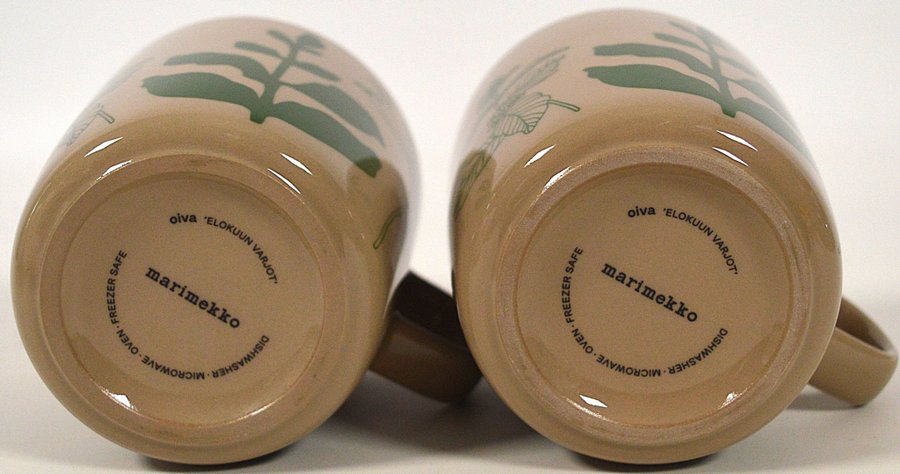 oiva 'ELOKUUN VARJOT'
marimekko
DISHWASHER · MICROWAVE · OVEN · FREEZER SAFE
oiva 'ELOKUUN VARJOT'
marimekko
DISHWASHER · MICROWAVE · OVEN · FREEZER SAFE